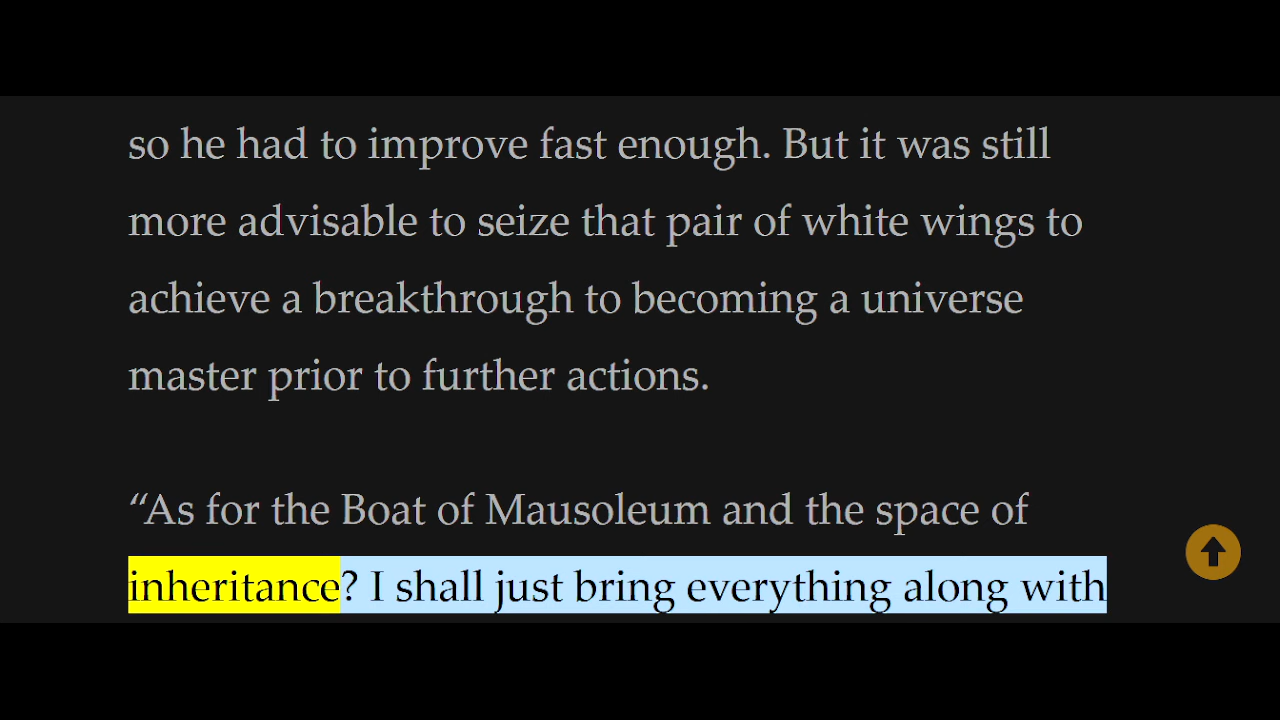 so he had to improve fast enough. But it was still
more advisable to seize that pair of white wings to
achieve a breakthrough to becoming a universe
master prior to further actions.
“As for the Boat of Mausoleum and the space of
inheritance? I shall just bring everything along with